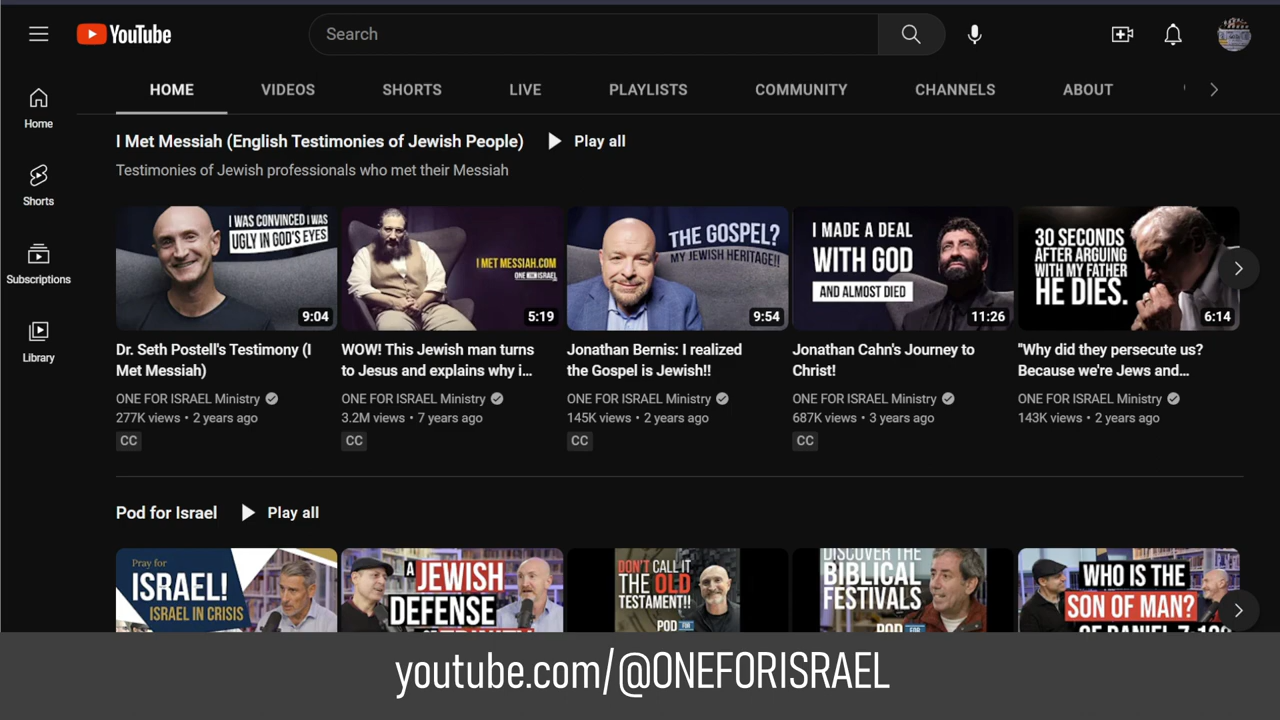 YouTube
Search
HOME
VIDEOS
SHORTS
LIVE
PLAYLISTS
COMMUNITY
CHANNELS
ABOUT
Home
Shorts
Subscriptions
Library
I Met Messiah (English Testimonies of Jewish People)
Play all
Testimonies of Jewish professionals who met their Messiah
I WAS CONVINCED I WAS
UGLY IN GOD'S EYES
9:04
I MET MESSIAH.COM
ONE FOR ISRAEL
5:19
THE GOSPEL?
MY JEWISH HERITAGE!!
9:54
I MADE A DEAL
WITH GOD
AND ALMOST DIED
11:26
30 SECONDS
AFTER ARGUING
WITH MY FATHER
HE DIES.
6:14
Dr. Seth Postell's Testimony (I
Met Messiah)
ONE FOR ISRAEL Ministry
277K views • 2 years ago
CC
WOW! This Jewish man turns
to Jesus and explains why i...
ONE FOR ISRAEL Ministry
3.2M views • 7 years ago
CC
Jonathan Bernis: I realized
the Gospel is Jewish!!
ONE FOR ISRAEL Ministry
145K views • 2 years ago
CC
Jonathan Cahn's Journey to
Christ!
ONE FOR ISRAEL Ministry
687K views • 3 years ago
CC
"Why did they persecute us?
Because we're Jews and...
ONE FOR ISRAEL Ministry
143K views • 2 years ago
Pod for Israel
Play all
Pray for
ISRAEL!
ISRAEL IN CRISIS
A JEWISH
DEFENSE
DON'T CALL IT
THE OLD
TESTAMENT!!
POD FOR
DISCOVER THE
BIBLICAL
FESTIVALS
POD FOR
WHO IS THE
SON OF MAN?
youtube.com/@ONEFORISRAEL